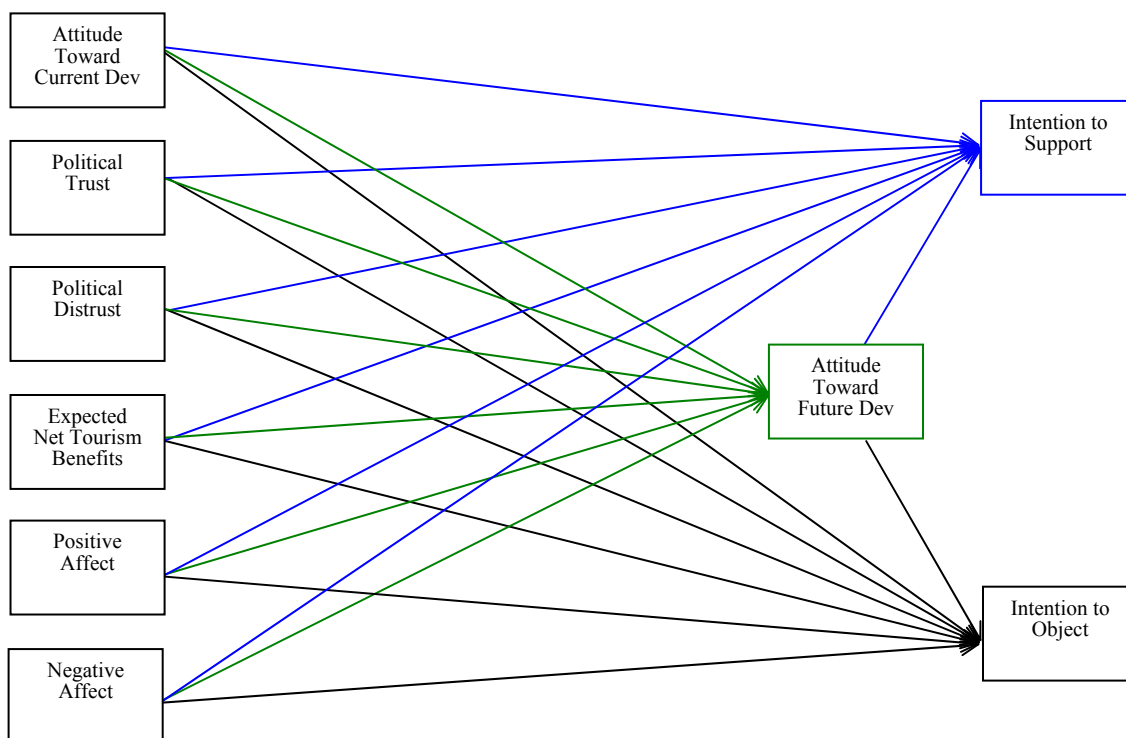 Attitude
Toward
Current Dev
Political
Trust
Political
Distrust
Expected
Net Tourism
Benefits
Positive
Affect
Negative
Affect
Attitude
Toward
Future Dev
Intention to
Support
Intention to
Object